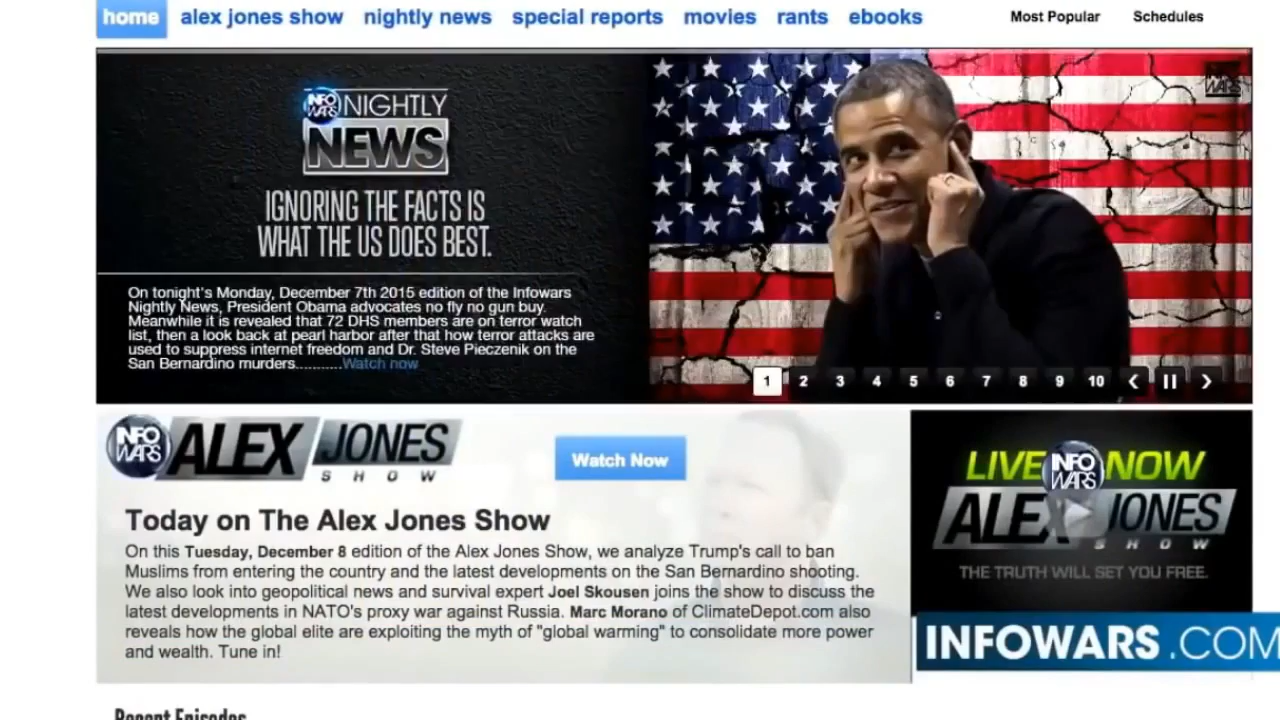 home alex jones show nightly news special reports movies rants ebooks Most Popular Schedules
INFO WARS NIGHTLY
NEWS
IGNORING THE FACTS IS
WHAT THE US DOES BEST.
On tonight's Monday, December 7th 2015 edition of the Infowars
Nightly News, President Obama advocates no fly no gun buy.
Meanwhile it is revealed that 72 DHS members are on terror watch
list, then a look back at pearl harbor after that how terror attacks are
used to suppress internet freedom and Dr. Steve Pieczenik on the
San Bernardino murders...........Watch now
1 2 3 4 5 6 7 8 9 10
INFO WARS ALEX JONES
SHOW
Watch Now
Today on The Alex Jones Show
On this Tuesday, December 8 edition of the Alex Jones Show, we analyze Trump's call to ban
Muslims from entering the country and the latest developments on the San Bernardino shooting.
We also look into geopolitical news and survival expert Joel Skousen joins the show to discuss the
latest developments in NATO's proxy war against Russia. Marc Morano of ClimateDepot.com also
reveals how the global elite are exploiting the myth of "global warming" to consolidate more power
and wealth. Tune in!
LIVE INFO WARS NOW
ALEX JONES
SHOW
THE TRUTH WILL SET YOU FREE.
INFOWARS.COM
Recent Episodes